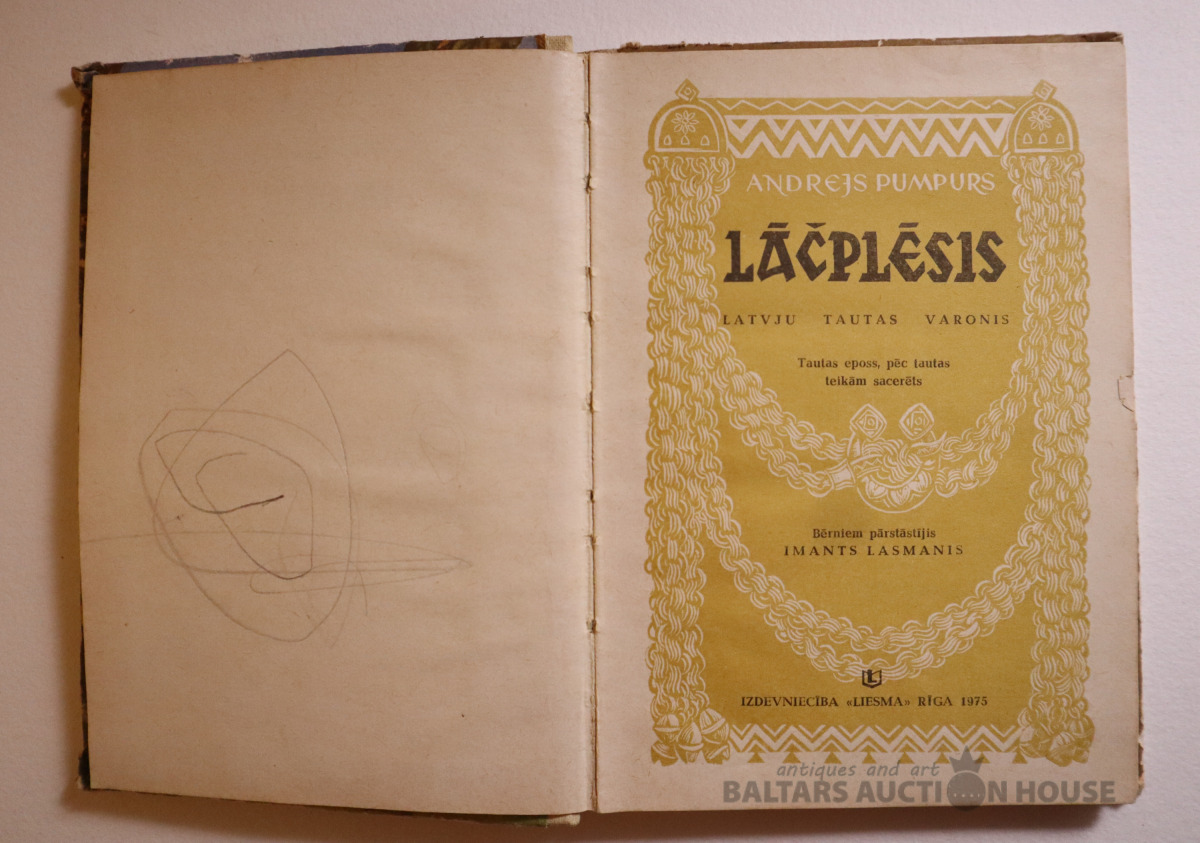 ANDREJS PUMPURS
LĀČPLĒSIS
LATVJU TAUTAS VARONIS
Tautas eposs, pēc tautas
teikām sacerēts
Bērniem pārstāstījis
IMANTS LASMANIS
IZDEVNIECĪBA «LIESMA» RĪGA 1975
antiques and art
BALTARS AUCTION HOUSE